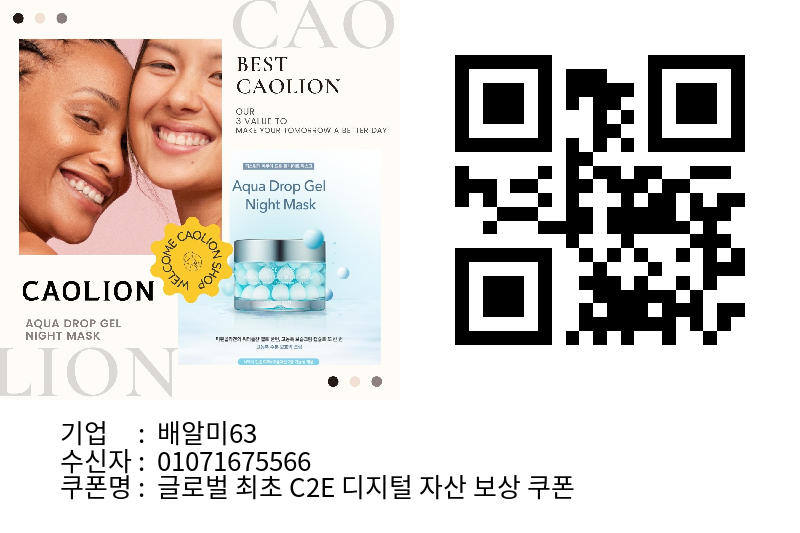 CAO
BEST
CAOLION
OUR
3 VALUE TO
MAKE YOUR TOMORROW A BETTER DAY
Aqua Drop Gel
Night Mask
WELCOME CAOLION SHOP
CAOLION
AQUA DROP GEL
NIGHT MASK
LION
기업 : 배알미63
수신자 : 01071675566
쿠폰명 : 글로벌 최초 C2E 디지털 자산 보상 쿠폰